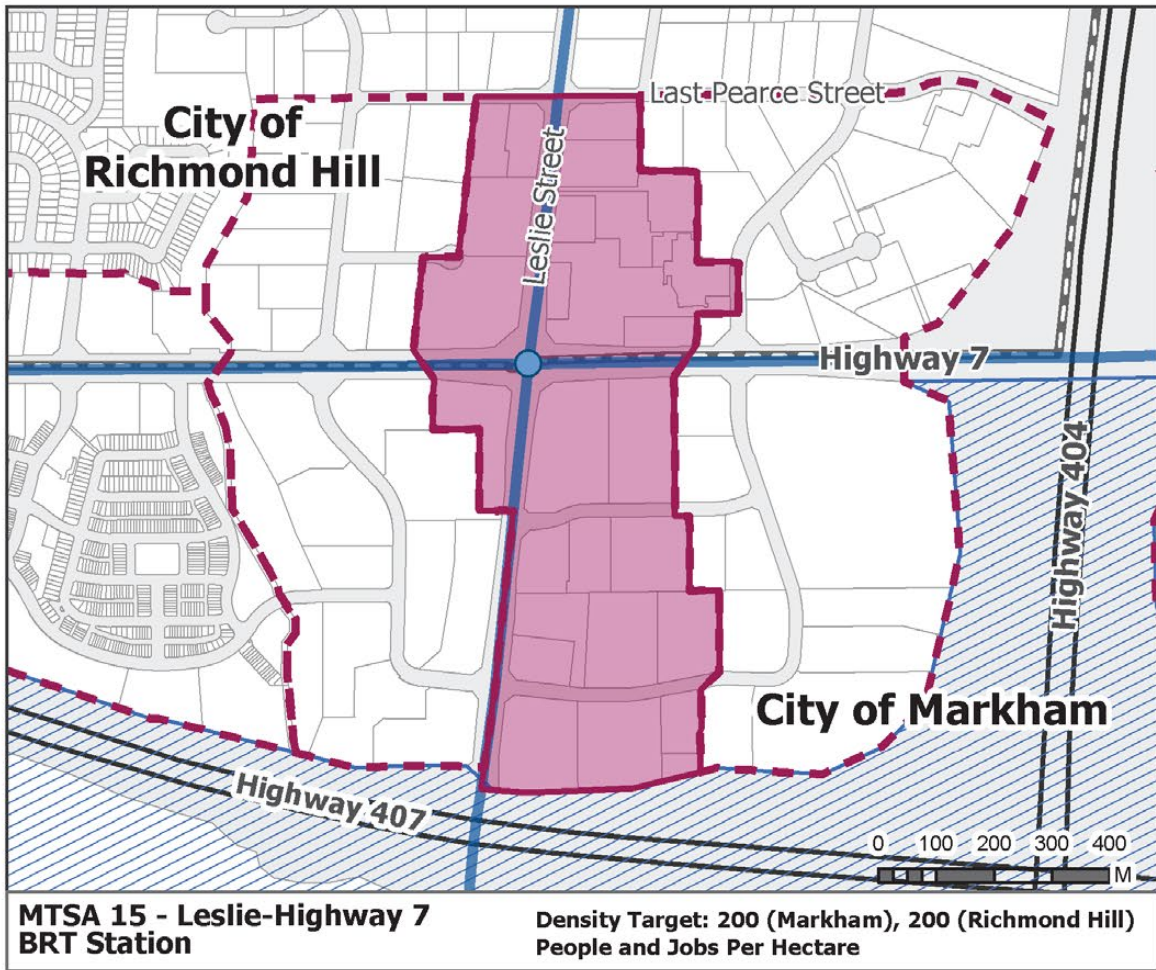 City of
Richmond Hill
Last Pearce Street
Leslie Street
Highway 7
Highway 404
City of Markham
Highway 407
0 100 200 300 400
M
MTSA 15 - Leslie-Highway 7
BRT Station
Density Target: 200 (Markham), 200 (Richmond Hill)
People and Jobs Per Hectare